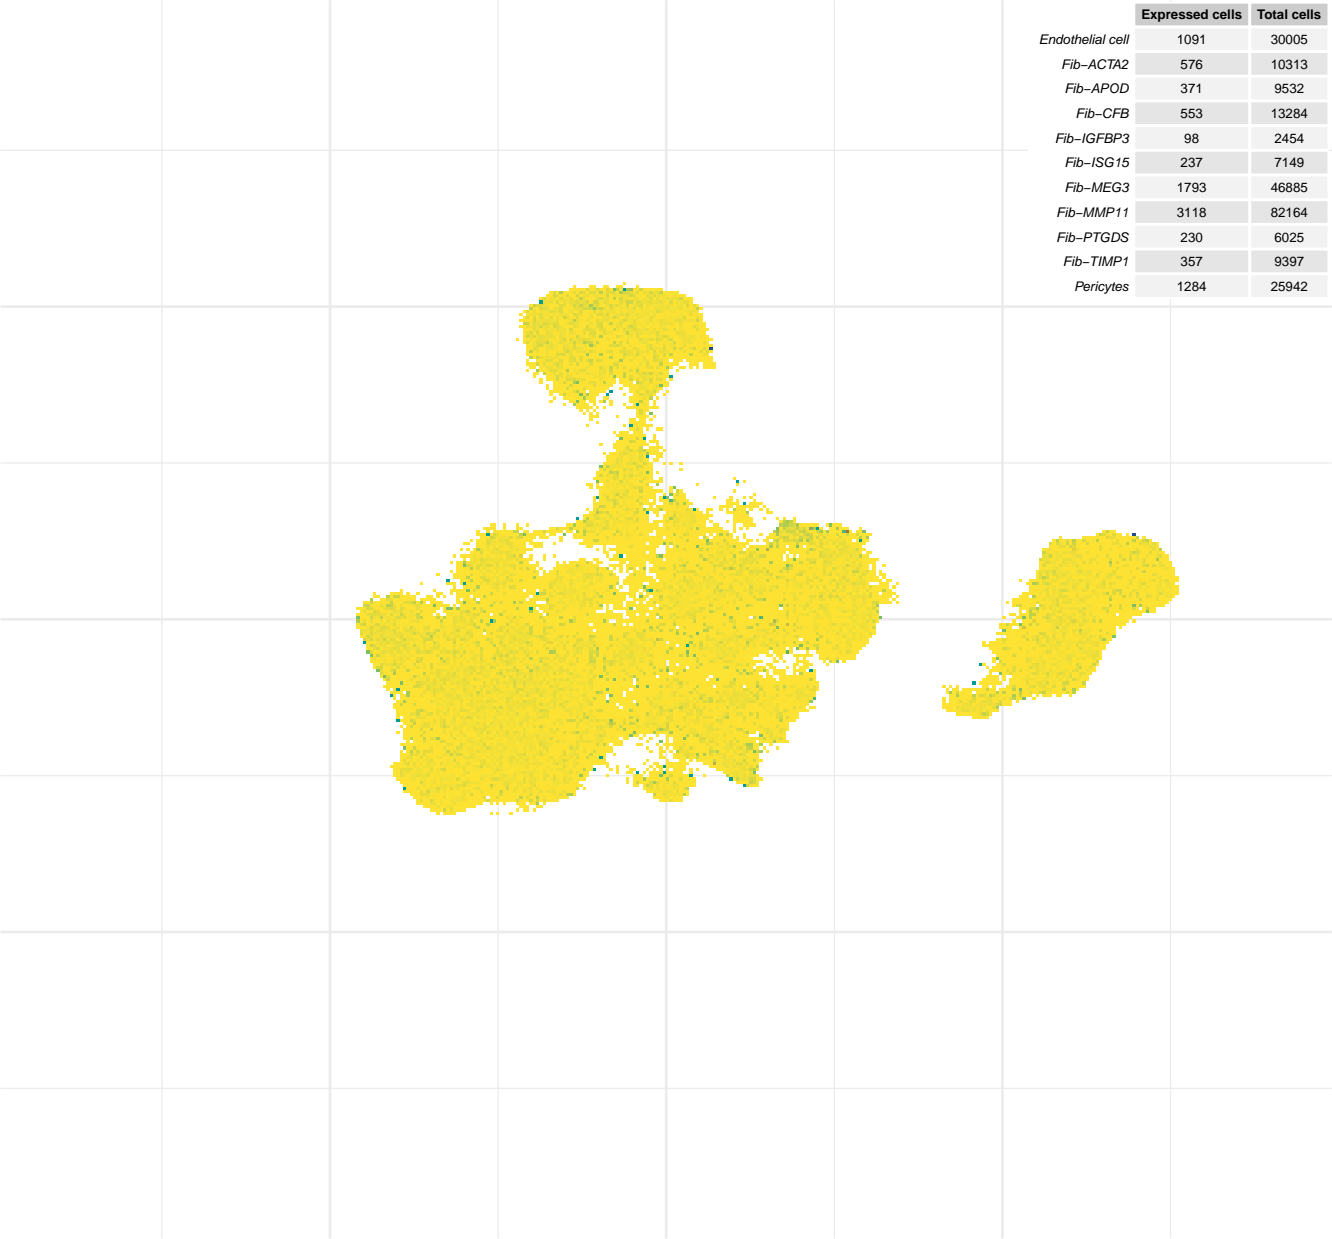 Expressed cells Total cells
Endothelial cell 1091 30005
Fib−ACTA2 576 10313
Fib−APOD 371 9532
Fib−CFB 553 13284
Fib−IGFBP3 98 2454
Fib−ISG15 237 7149
Fib−MEG3 1793 46885
Fib−MMP11 3118 82164
Fib−PTGDS 230 6025
Fib−TIMP1 357 9397
Pericytes 1284 25942